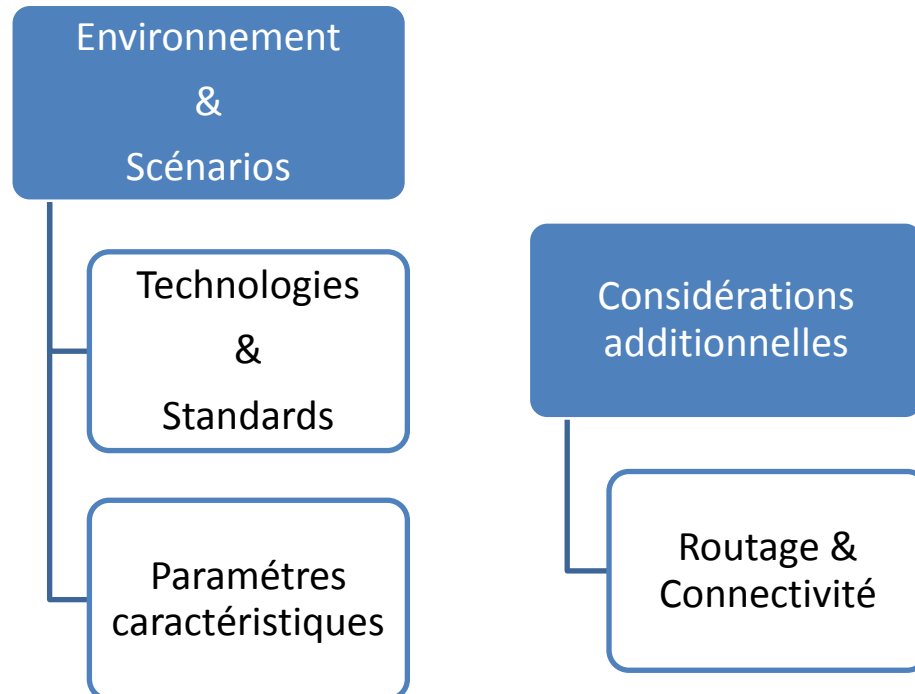 Environnement
&
Scénarios
Technologies
&
Standards
Paramétres
caractéristiques
Considérations
additionnelles
Routage &
Connectivité